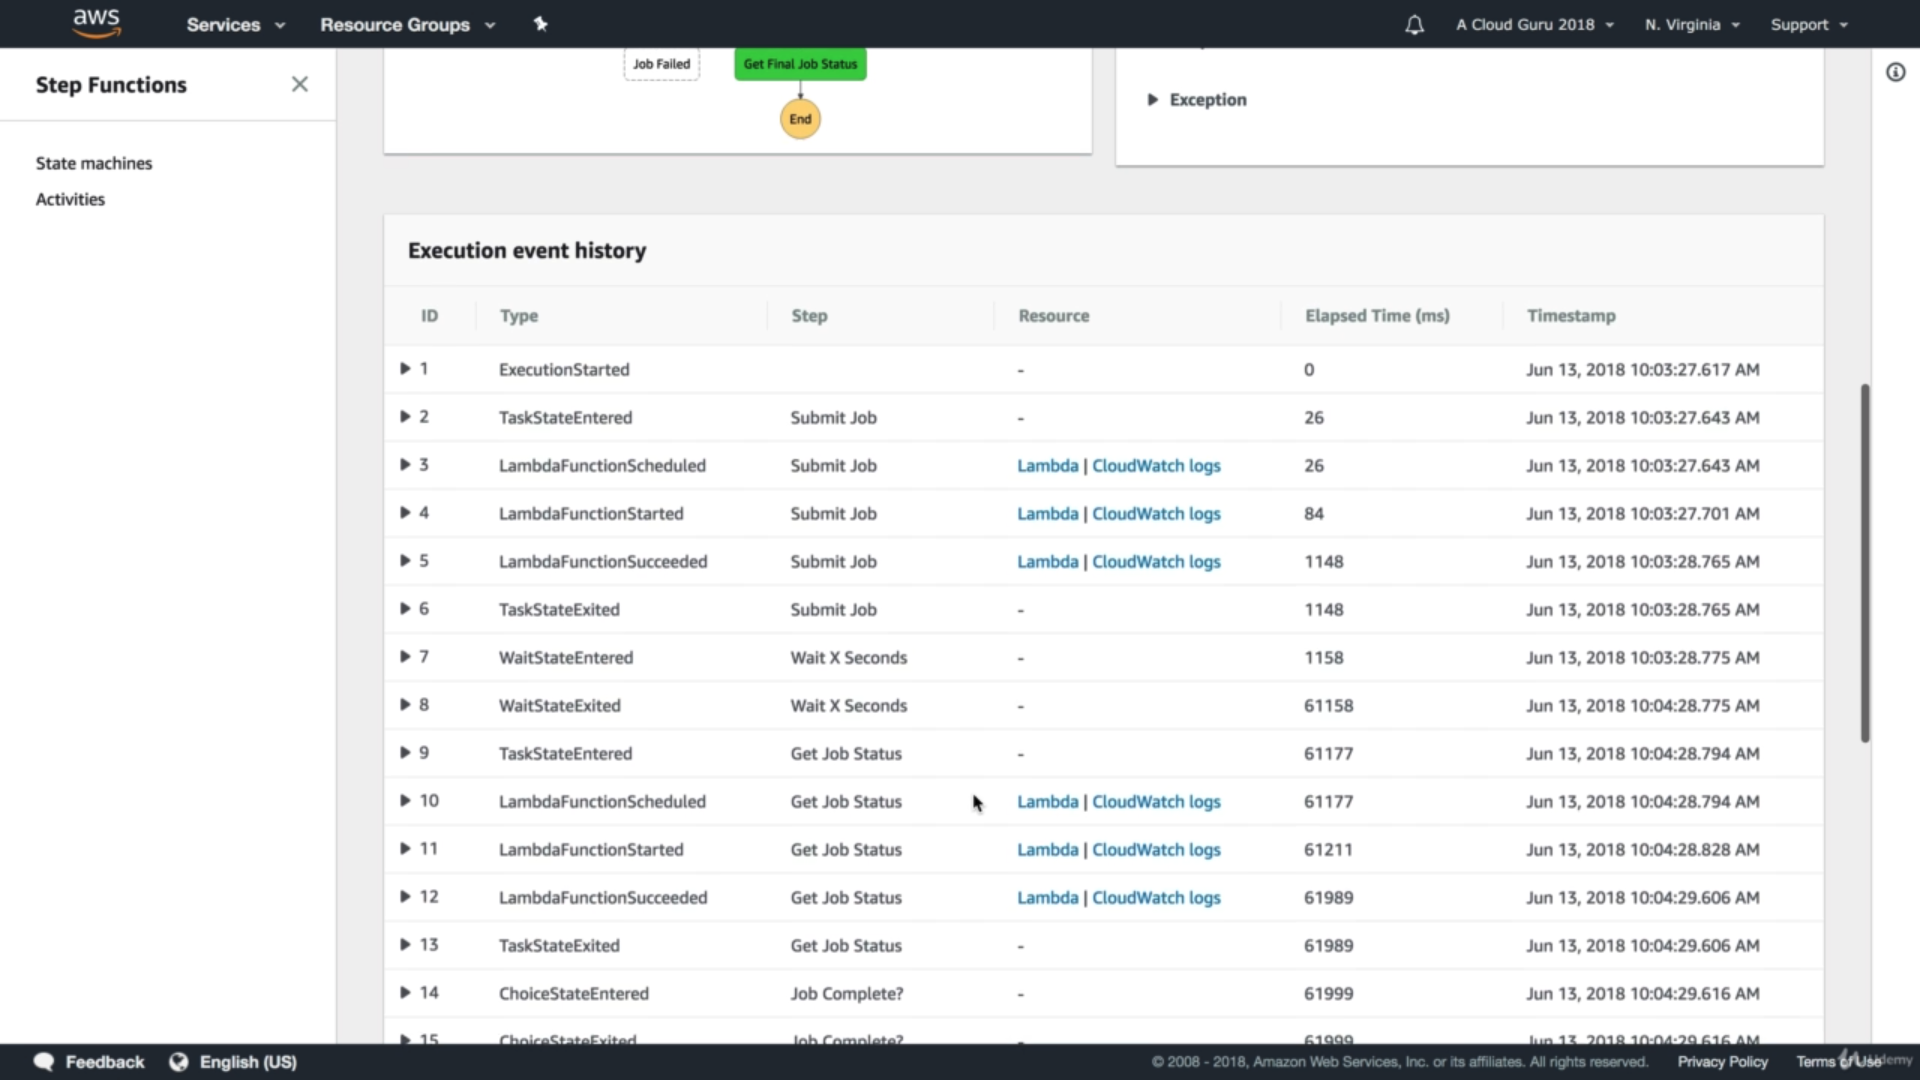 aws Services Resource Groups A Cloud Guru 2018 N. Virginia Support
Step Functions
State machines
Activities
Job Failed Get Final Job Status
End
Exception
Execution event history
ID Type Step Resource Elapsed Time (ms) Timestamp
1 ExecutionStarted - 0 Jun 13, 2018 10:03:27.617 AM
2 TaskStateEntered Submit Job - 26 Jun 13, 2018 10:03:27.643 AM
3 LambdaFunctionScheduled Submit Job Lambda | CloudWatch logs 26 Jun 13, 2018 10:03:27.643 AM
4 LambdaFunctionStarted Submit Job Lambda | CloudWatch logs 84 Jun 13, 2018 10:03:27.701 AM
5 LambdaFunctionSucceeded Submit Job Lambda | CloudWatch logs 1148 Jun 13, 2018 10:03:28.765 AM
6 TaskStateExited Submit Job - 1148 Jun 13, 2018 10:03:28.765 AM
7 WaitStateEntered Wait X Seconds - 1158 Jun 13, 2018 10:03:28.775 AM
8 WaitStateExited Wait X Seconds - 61158 Jun 13, 2018 10:04:28.775 AM
9 TaskStateEntered Get Job Status - 61177 Jun 13, 2018 10:04:28.794 AM
10 LambdaFunctionScheduled Get Job Status Lambda | CloudWatch logs 61177 Jun 13, 2018 10:04:28.794 AM
11 LambdaFunctionStarted Get Job Status Lambda | CloudWatch logs 61211 Jun 13, 2018 10:04:28.828 AM
12 LambdaFunctionSucceeded Get Job Status Lambda | CloudWatch logs 61989 Jun 13, 2018 10:04:29.606 AM
13 TaskStateExited Get Job Status - 61989 Jun 13, 2018 10:04:29.606 AM
14 ChoiceStateEntered Job Complete? - 61999 Jun 13, 2018 10:04:29.616 AM
15 ChoiceStateExited Job Complete? - 61999 Jun 13, 2018 10:04:29.616 AM
Feedback English (US) © 2008 - 2018, Amazon Web Services, Inc. or its affiliates. All rights reserved. Privacy Policy Terms of Use
Udemy